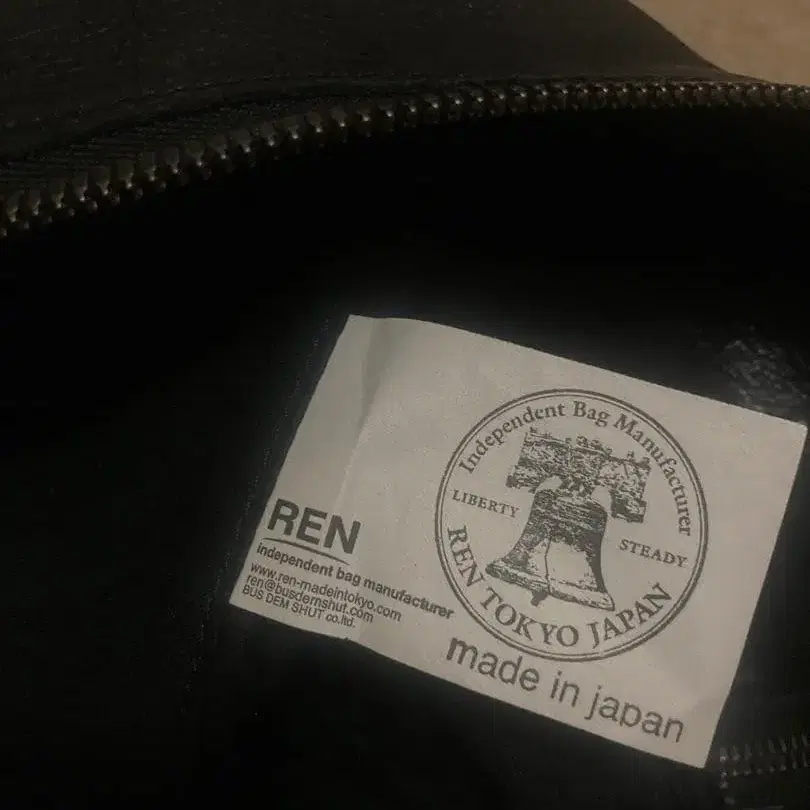 REN
independent bag manufacturer
www.ren-madeintokyo.com
ren@busdemshut.com
BUS DEM SHUT co.ltd.
Independent Bag Manufacturer
LIBERTY
STEADY
REN TOKYO JAPAN
made in japan